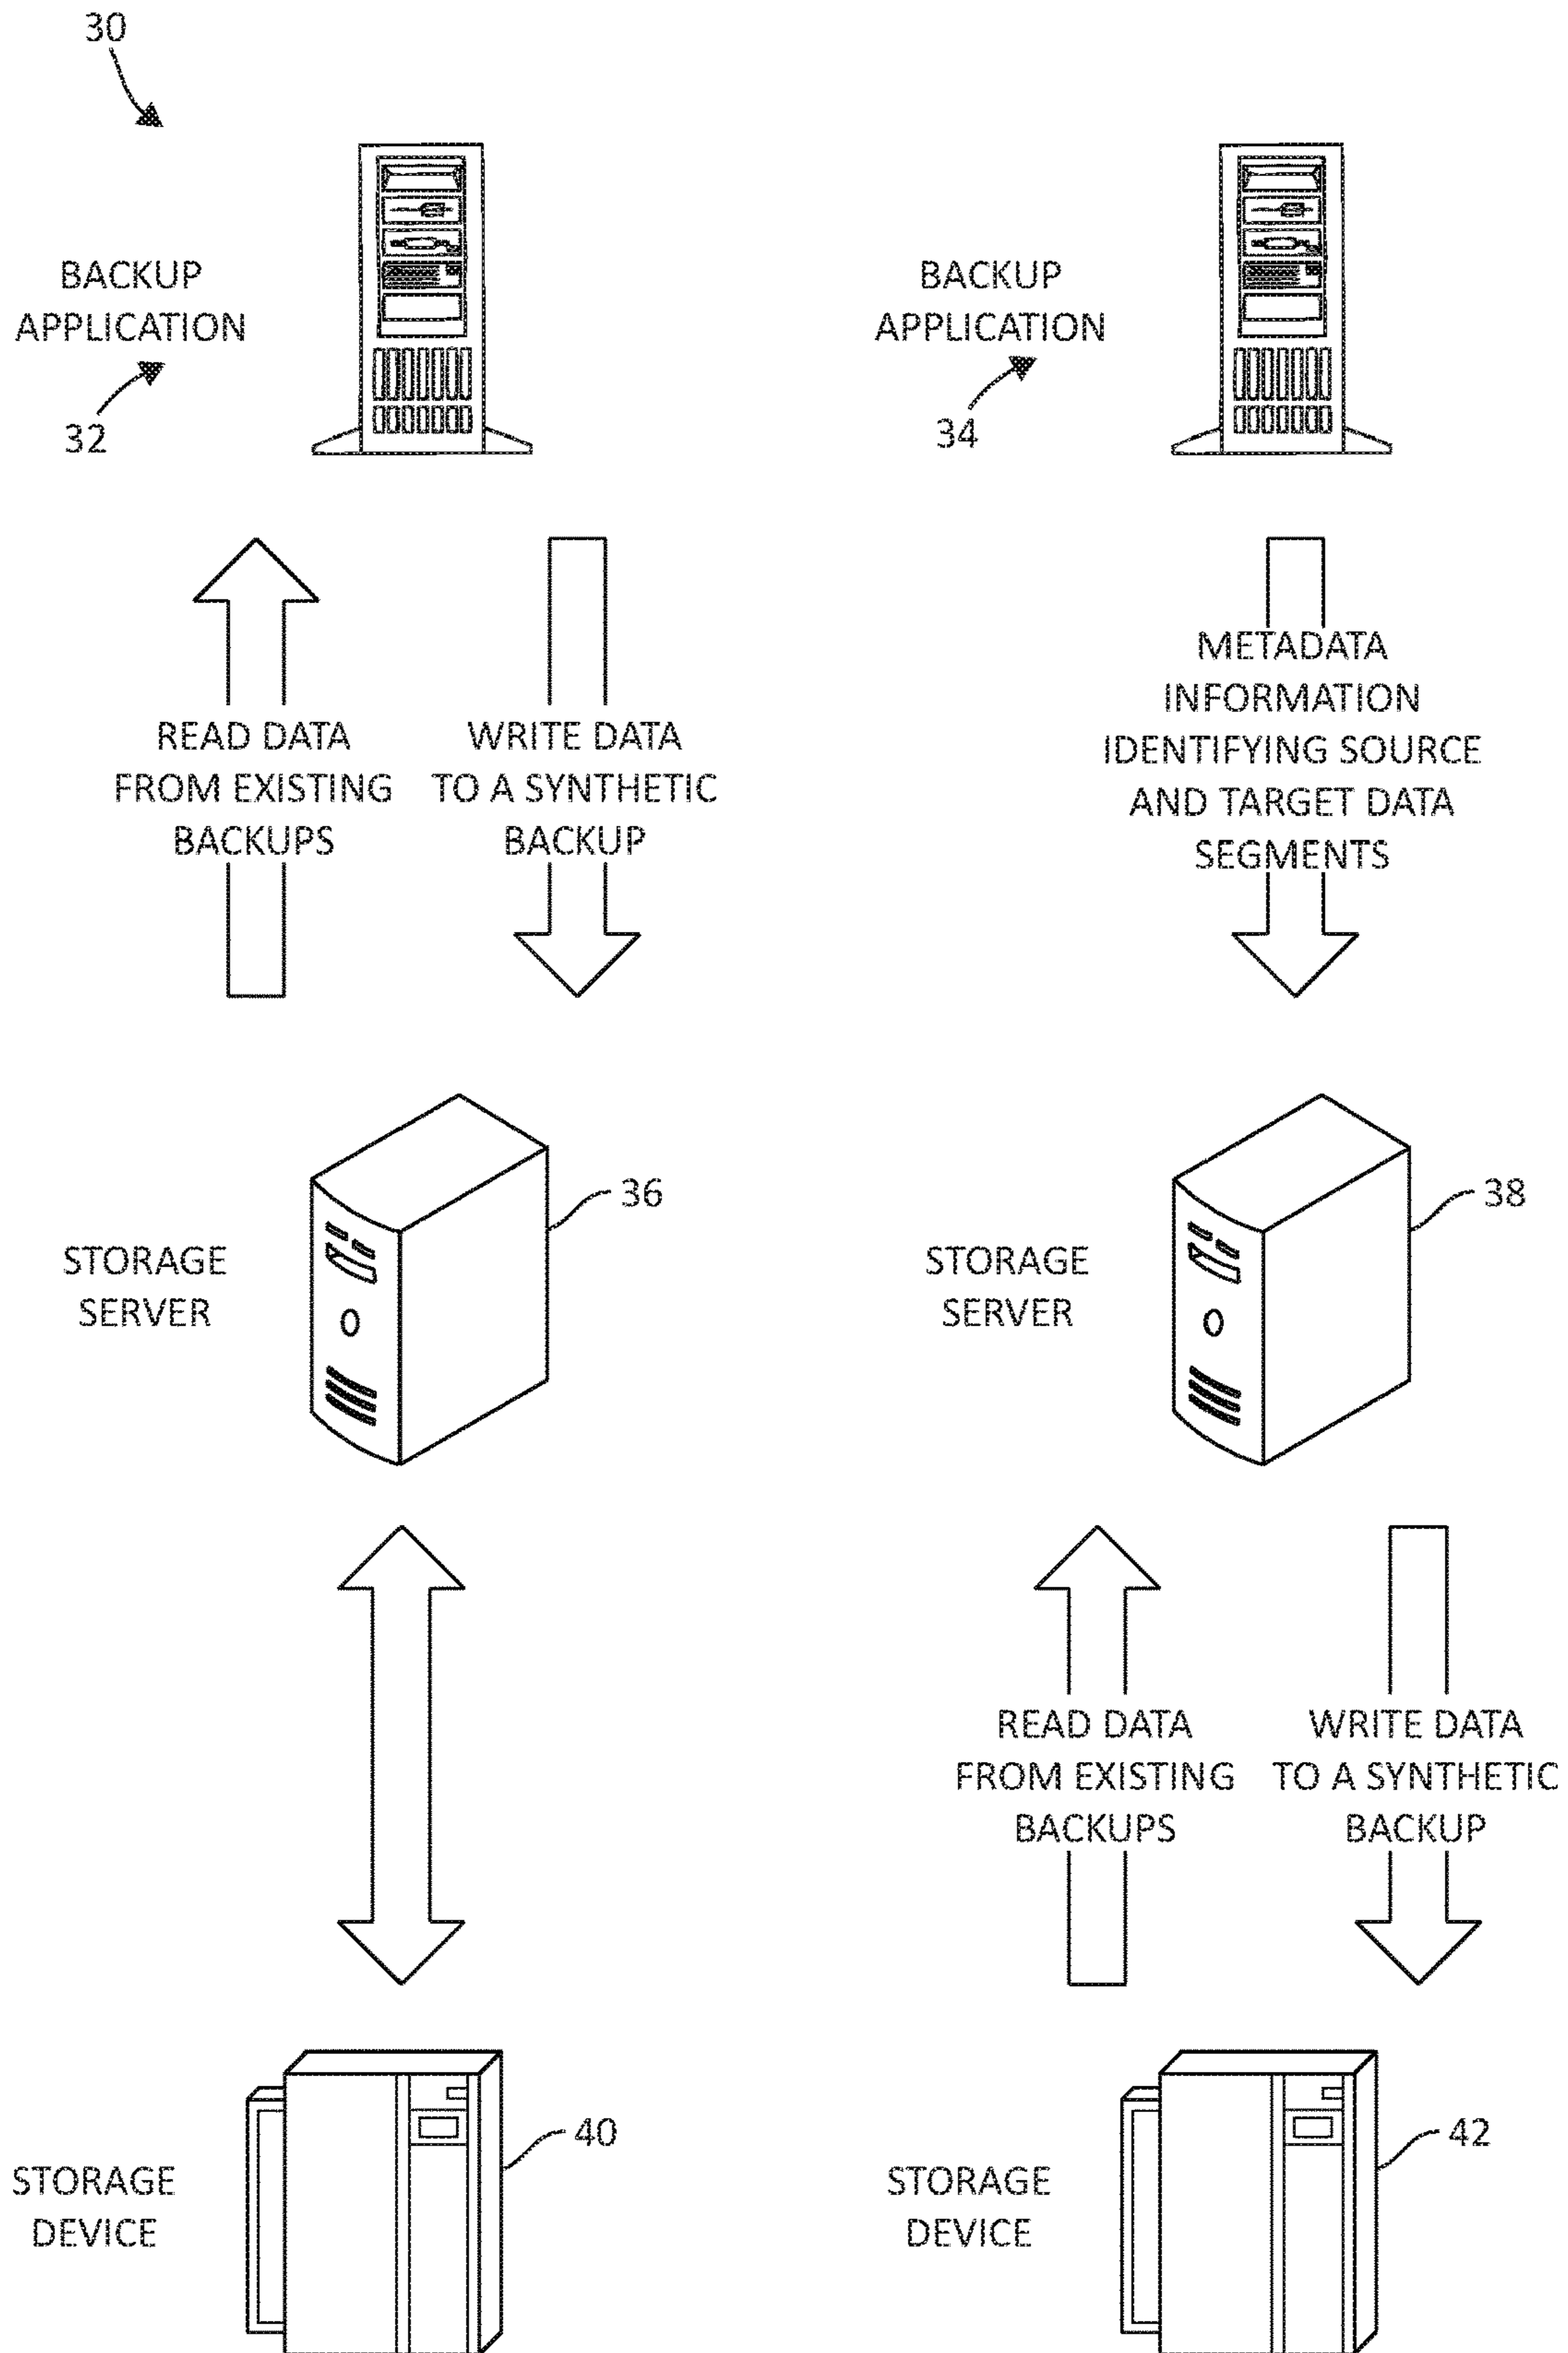 30
BACKUP
APPLICATION
32
BACKUP
APPLICATION
34
READ DATA
FROM EXISTING
BACKUPS
WRITE DATA
TO A SYNTHETIC
BACKUP
METADATA
INFORMATION
IDENTIFYING SOURCE
AND TARGET DATA
SEGMENTS
36
STORAGE
SERVER
38
STORAGE
SERVER
READ DATA
FROM EXISTING
BACKUPS
WRITE DATA
TO A SYNTHETIC
BACKUP
40
STORAGE
DEVICE
42
STORAGE
DEVICE